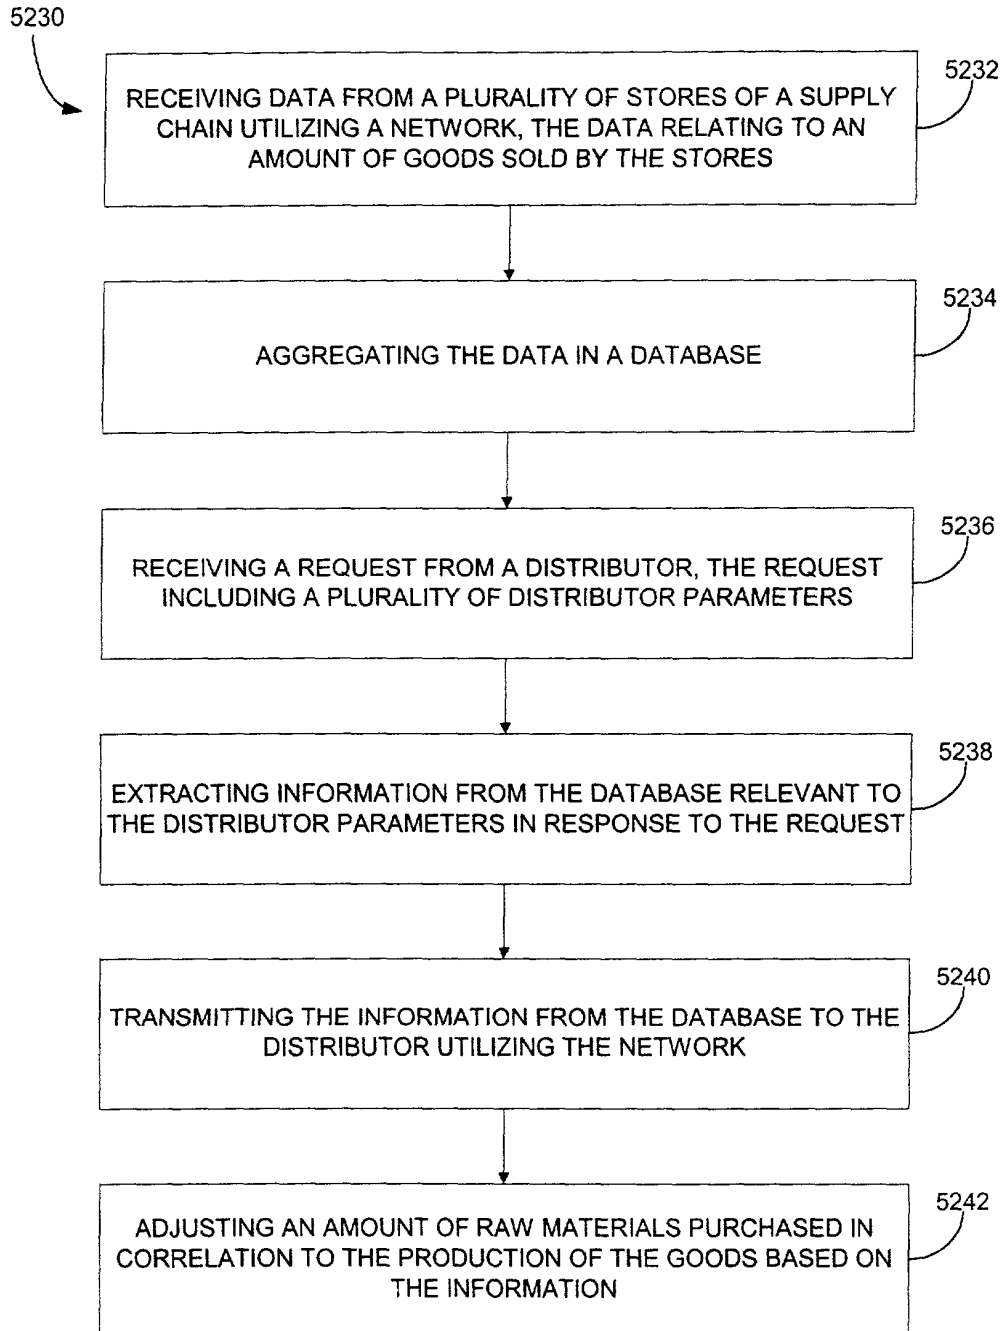 5230
5232
RECEIVING DATA FROM A PLURALITY OF STORES OF A SUPPLY
CHAIN UTILIZING A NETWORK, THE DATA RELATING TO AN
AMOUNT OF GOODS SOLD BY THE STORES
5234
AGGREGATING THE DATA IN A DATABASE
5236
RECEIVING A REQUEST FROM A DISTRIBUTOR, THE REQUEST
INCLUDING A PLURALITY OF DISTRIBUTOR PARAMETERS
5238
EXTRACTING INFORMATION FROM THE DATABASE RELEVANT TO
THE DISTRIBUTOR PARAMETERS IN RESPONSE TO THE REQUEST
5240
TRANSMITTING THE INFORMATION FROM THE DATABASE TO THE
DISTRIBUTOR UTILIZING THE NETWORK
5242
ADJUSTING AN AMOUNT OF RAW MATERIALS PURCHASED IN
CORRELATION TO THE PRODUCTION OF THE GOODS BASED ON
THE INFORMATION